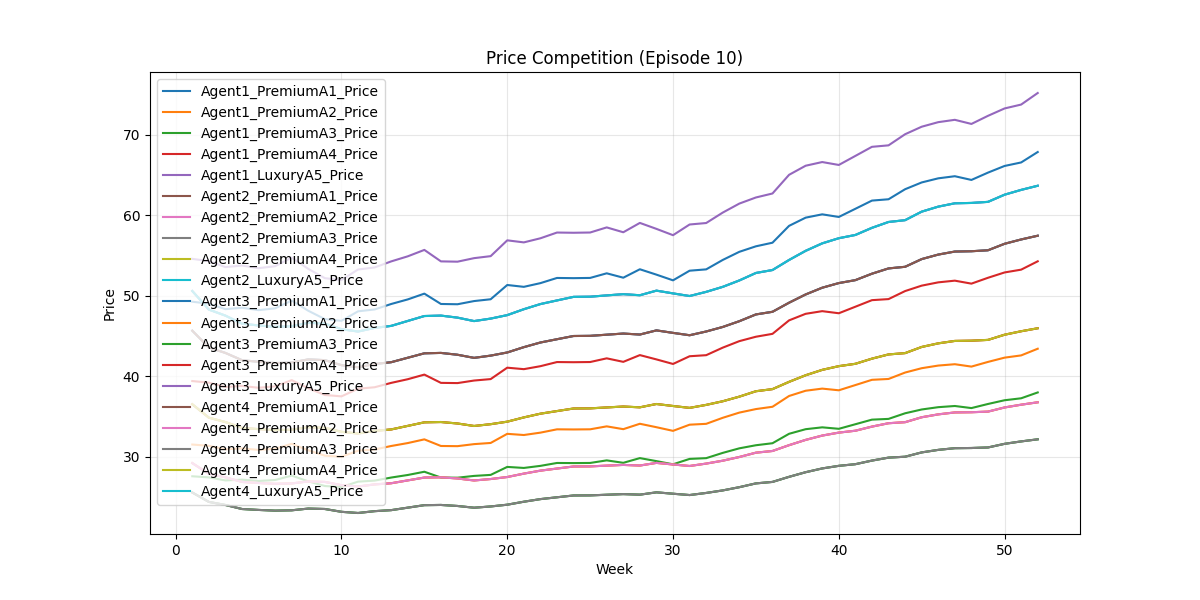 Price Competition (Episode 10)
Agent1_PremiumA1_Price
Agent1_PremiumA2_Price
Agent1_PremiumA3_Price
Agent1_PremiumA4_Price
Agent1_LuxuryA5_Price
Agent2_PremiumA1_Price
Agent2_PremiumA2_Price
Agent2_PremiumA3_Price
Agent2_PremiumA4_Price
Agent2_LuxuryA5_Price
Agent3_PremiumA1_Price
Agent3_PremiumA2_Price
Agent3_PremiumA3_Price
Agent3_PremiumA4_Price
Agent3_LuxuryA5_Price
Agent4_PremiumA1_Price
Agent4_PremiumA2_Price
Agent4_PremiumA3_Price
Agent4_PremiumA4_Price
Agent4_LuxuryA5_Price
Price
70
60
50
40
30
0 10 20 30 40 50
Week